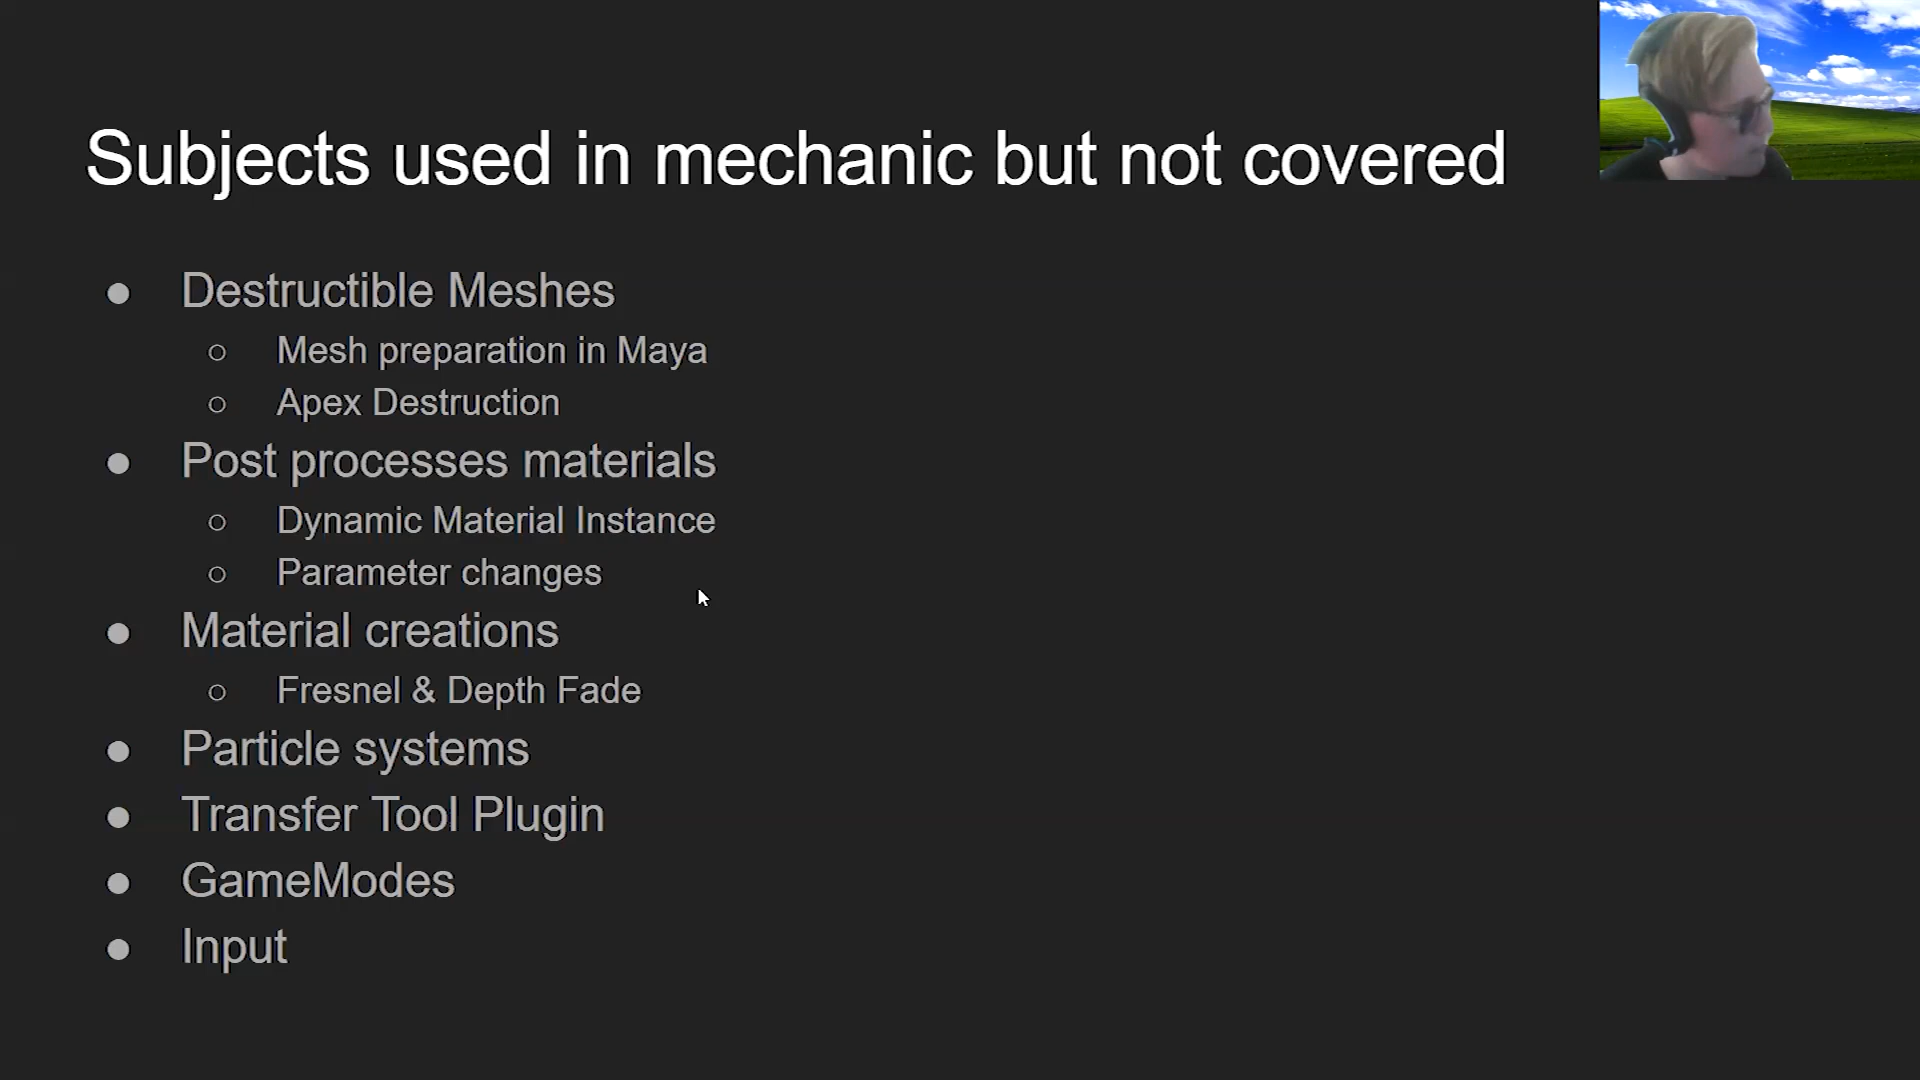 Subjects used in mechanic but not covered
● Destructible Meshes
○ Mesh preparation in Maya
○ Apex Destruction
● Post processes materials
○ Dynamic Material Instance
○ Parameter changes
● Material creations
○ Fresnel & Depth Fade
● Particle systems
● Transfer Tool Plugin
● GameModes
● Input